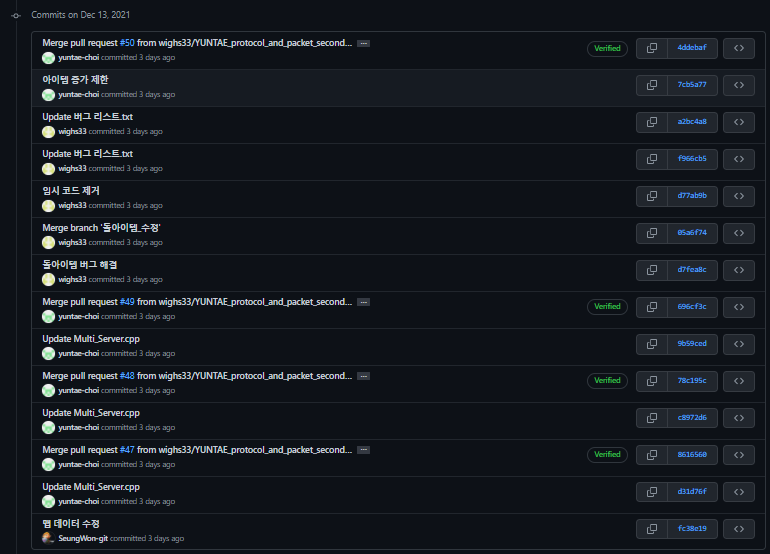 Commits on Dec 13, 2021
Merge pull request #50 from wighs33/YUNTAE_protocol_and_packet_second... ...
Verified 4ddebaf
yuntae-choi committed 3 days ago
아이템 증가 제한
7cb5a77
yuntae-choi committed 3 days ago
Update 버그 리스트.txt
a2bc4a8
wighs33 committed 3 days ago
Update 버그 리스트.txt
f966cb5
wighs33 committed 3 days ago
임시 코드 제거
d77ab9b
wighs33 committed 3 days ago
Merge branch '돌아이템_수정'
05a6f74
wighs33 committed 3 days ago
돌아이템 버그 해결
d7fea8c
wighs33 committed 3 days ago
Merge pull request #49 from wighs33/YUNTAE_protocol_and_packet_second... ...
Verified 696cf3c
yuntae-choi committed 3 days ago
Update Multi_Server.cpp
9b59ced
yuntae-choi committed 3 days ago
Merge pull request #48 from wighs33/YUNTAE_protocol_and_packet_second... ...
Verified 78c195c
yuntae-choi committed 3 days ago
Update Multi_Server.cpp
c8972d6
yuntae-choi committed 3 days ago
Merge pull request #47 from wighs33/YUNTAE_protocol_and_packet_second... ...
Verified 8616560
yuntae-choi committed 3 days ago
Update Multi_Server.cpp
d31d76f
yuntae-choi committed 3 days ago
맵 데이터 수정
fc38e19
SeungWon-git committed 3 days ago